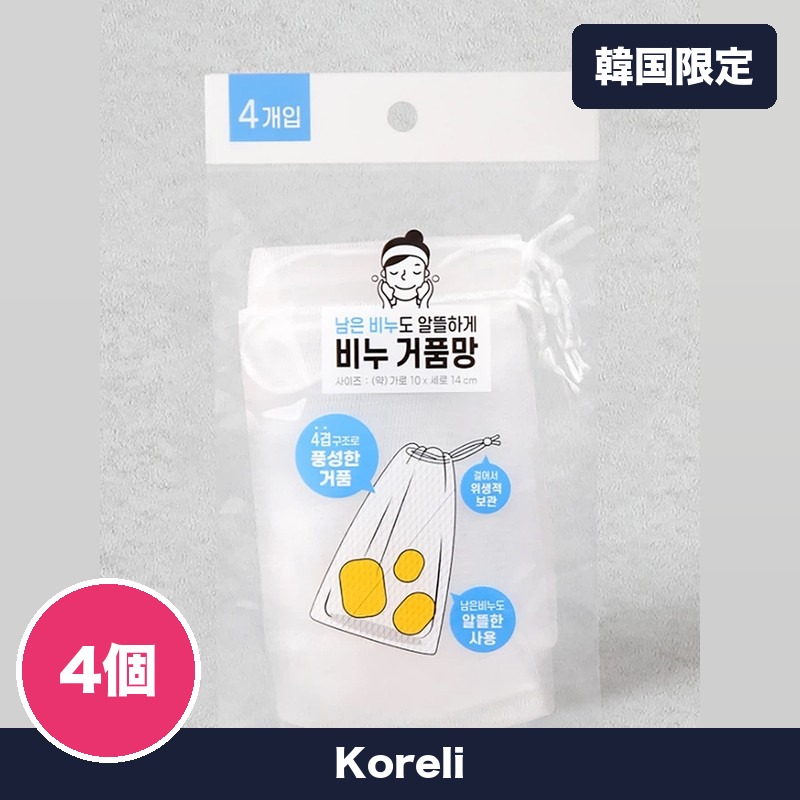 韓国限定
4개입
남은 비누도 알뜰하게
비누 거품망
사이즈 : (약) 가로 10 x 세로 14 cm
4겹구조로
풍성한
거품
걸어서
위생적
보관
남은비누도
알뜰한
사용
4個
Koreli